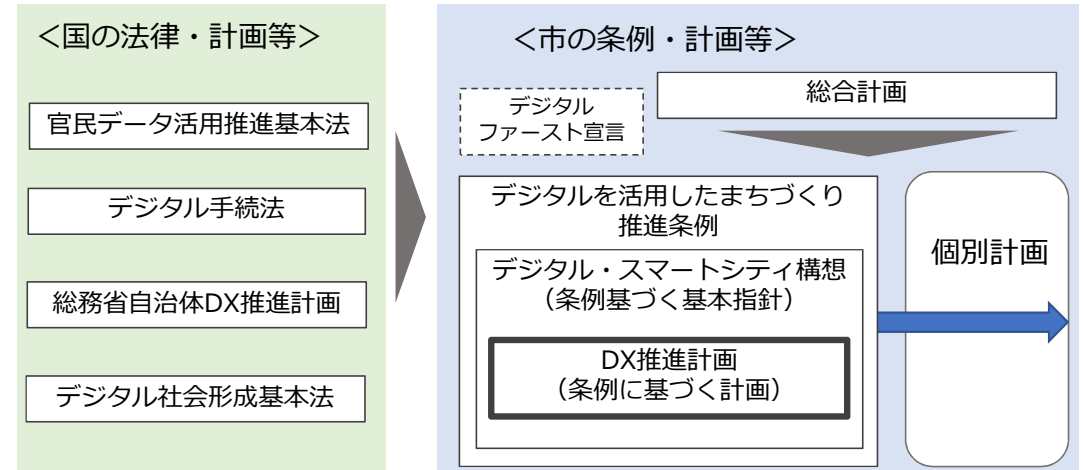 ＜国の法律・計画等＞
官民データ活用推進基本法
デジタル手続法
総務省自治体DX推進計画
デジタル社会形成基本法
＜市の条例・計画等＞
デジタル
ファースト宣言
総合計画
デジタルを活用したまちづくり
推進条例
デジタル・スマートシティ構想
（条例基づく基本指針）
DX推進計画
（条例に基づく計画）
個別計画